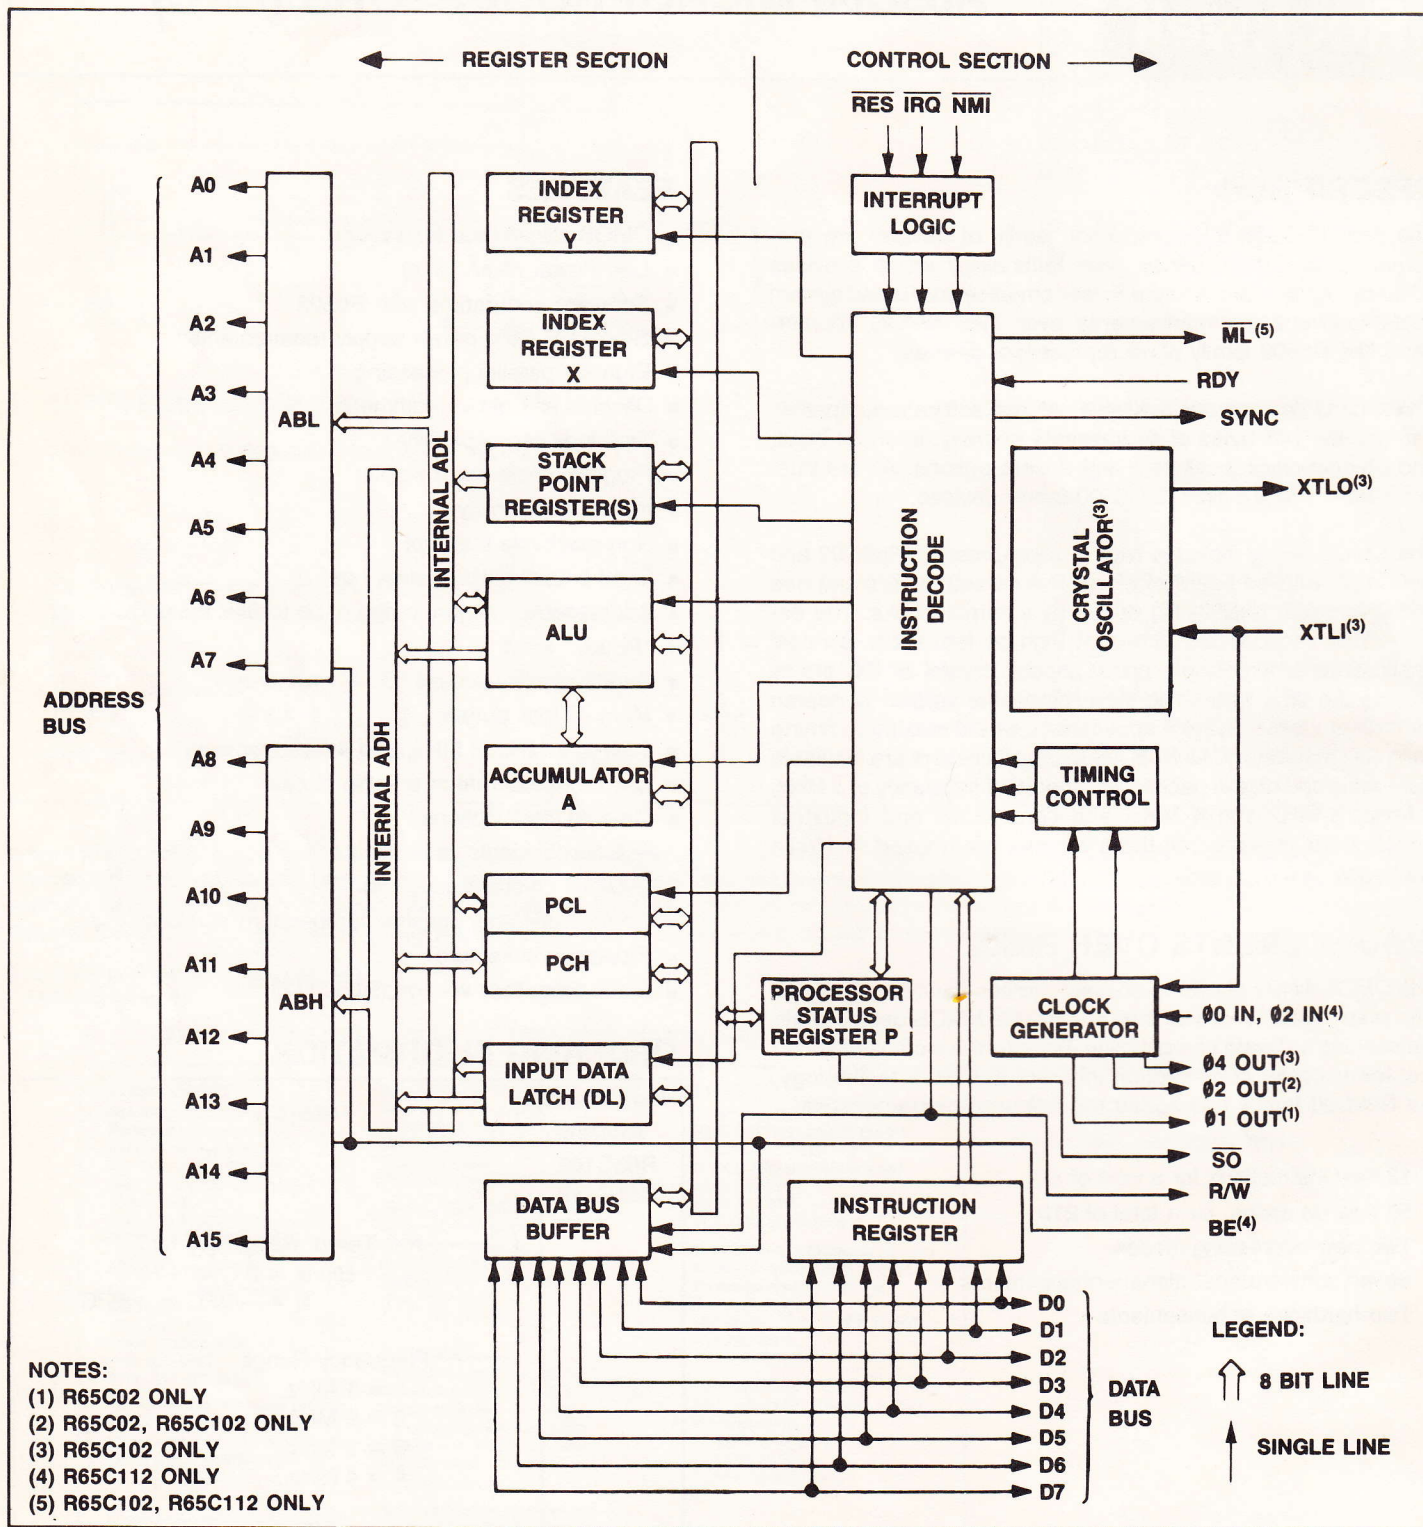 REGISTER SECTION
CONTROL SECTION
R̅E̅S̅ I̅R̅Q̅ N̅M̅I̅
A0
A1
A2
A3
A4
A5
A6
A7
A8
A9
A10
A11
A12
A13
A14
A15
ADDRESS
BUS
ABL
ABH
INTERNAL ADL
INTERNAL ADH
INDEX
REGISTER
Y
INDEX
REGISTER
X
STACK
POINT
REGISTER(S)
ALU
ACCUMULATOR
A
PCL
PCH
INPUT DATA
LATCH (DL)
DATA BUS
BUFFER
INTERRUPT
LOGIC
INSTRUCTION
DECODE
PROCESSOR
STATUS
REGISTER P
INSTRUCTION
REGISTER
CRYSTAL
OSCILLATOR(3)
TIMING
CONTROL
CLOCK
GENERATOR
M̅L̅(5)
RDY
SYNC
XTLO(3)
XTLI(3)
Ø0 IN, Ø2 IN(4)
Ø4 OUT(3)
Ø2 OUT(2)
Ø1 OUT(1)
S̅O̅
R/W̅
BE(4)
D0
D1
D2
D3
D4
D5
D6
D7
DATA
BUS
LEGEND:
8 BIT LINE
SINGLE LINE
NOTES:
(1) R65C02 ONLY
(2) R65C02, R65C102 ONLY
(3) R65C102 ONLY
(4) R65C112 ONLY
(5) R65C102, R65C112 ONLY